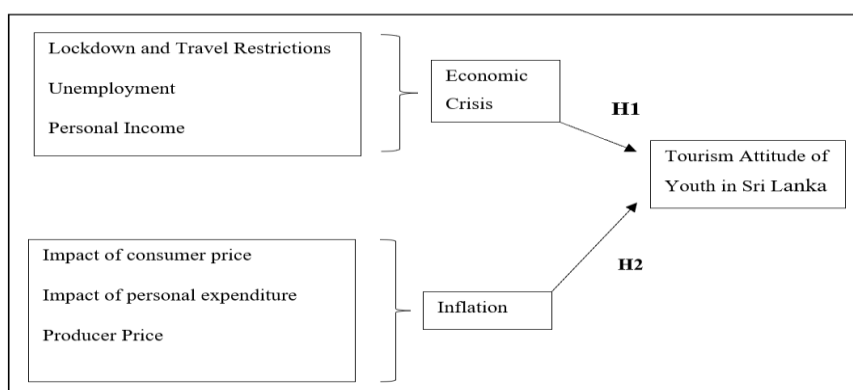 Lockdown and Travel Restrictions
Unemployment
Personal Income
Economic
Crisis
H1
Tourism Attitude of
Youth in Sri Lanka
Impact of consumer price
Impact of personal expenditure
Producer Price
Inflation
H2